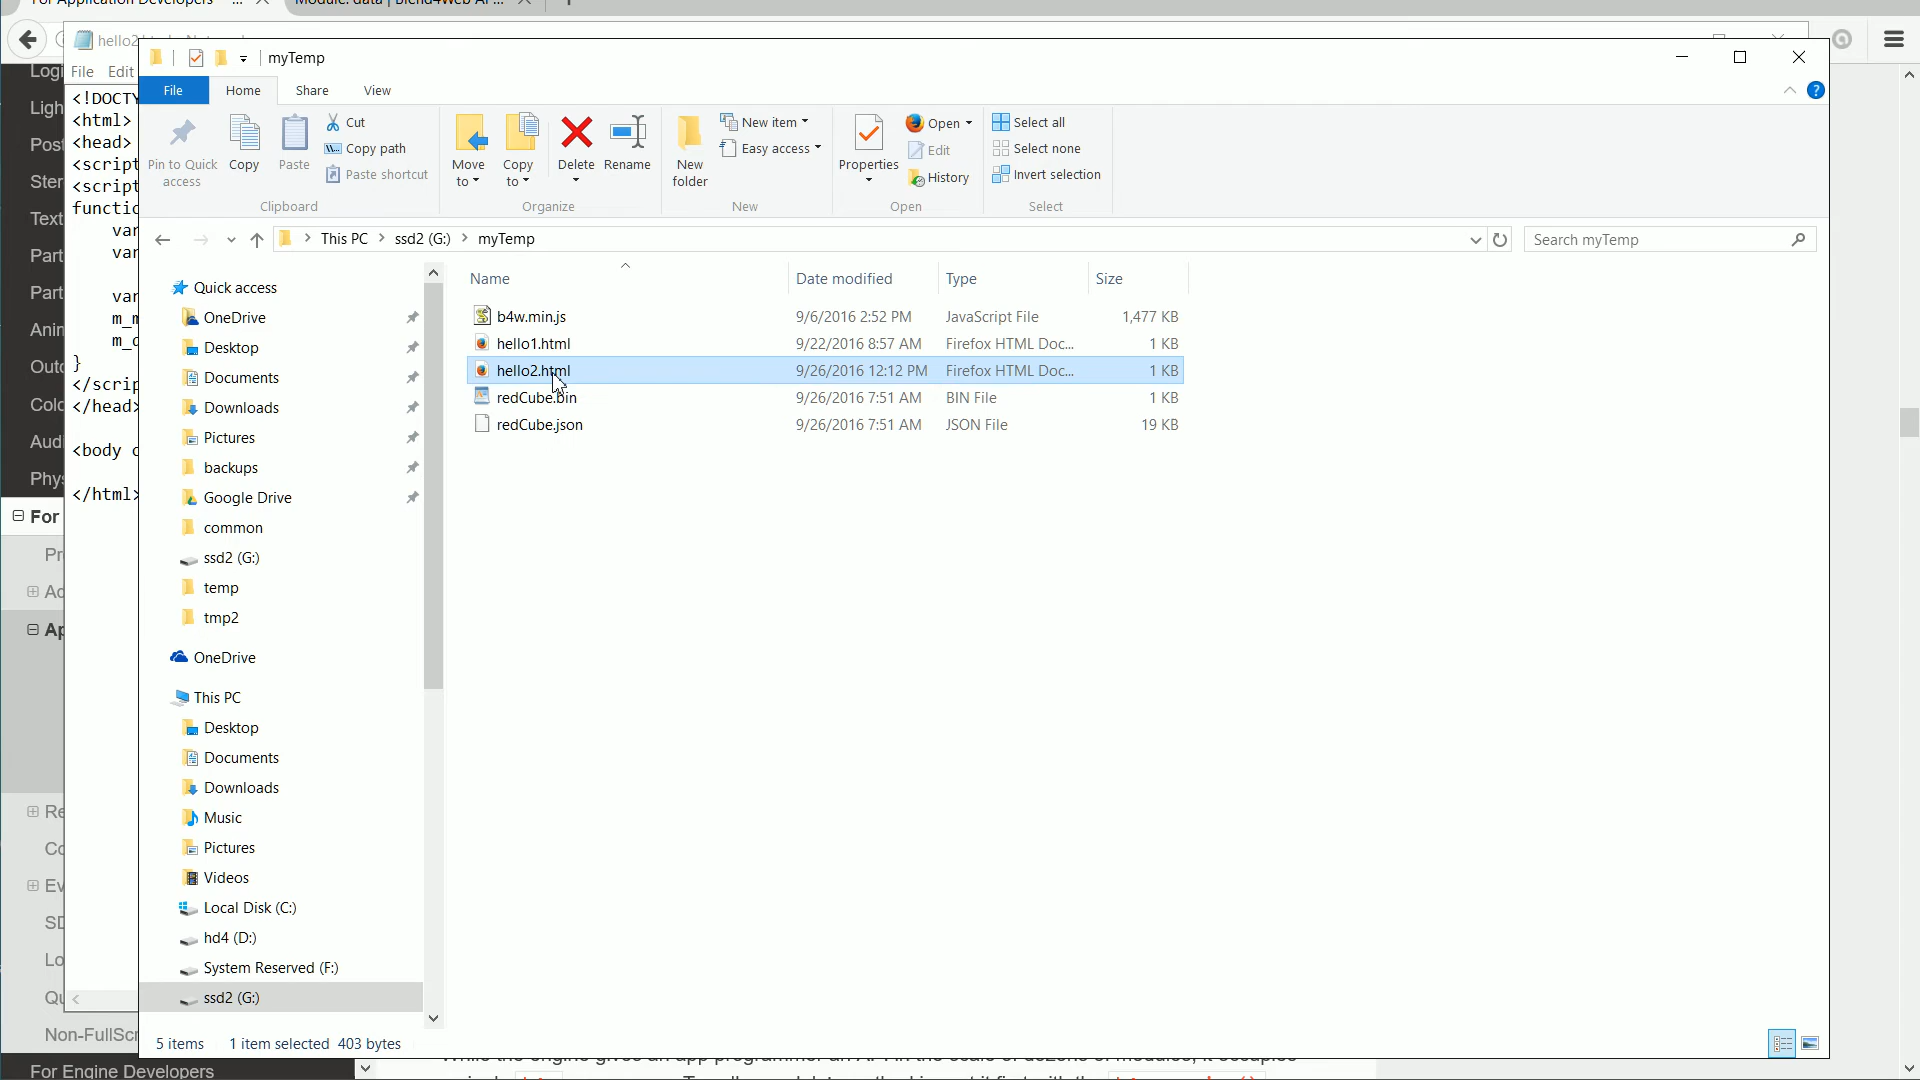 For Application Developers ...
Module: data | Blend4Web API ...
hello2
myTemp
File Edit
File Home Share View
Pin to Quick access
Copy
Paste
Cut
Copy path
Paste shortcut
Clipboard
Move to
Copy to
Delete
Rename
Organize
New folder
New item
Easy access
New
Properties
Open
Edit
History
Open
Select all
Select none
Invert selection
Select
This PC > ssd2 (G:) > myTemp
Search myTemp
Name Date modified Type Size
b4w.min.js 9/6/2016 2:52 PM JavaScript File 1,477 KB
hello1.html 9/22/2016 8:57 AM Firefox HTML Doc... 1 KB
hello2.html 9/26/2016 12:12 PM Firefox HTML Doc... 1 KB
redCube.bin 9/26/2016 7:51 AM BIN File 1 KB
redCube.json 9/26/2016 7:51 AM JSON File 19 KB
Quick access
OneDrive
Desktop
Documents
Downloads
Pictures
backups
Google Drive
common
ssd2 (G:)
temp
tmp2
OneDrive
This PC
Desktop
Documents
Downloads
Music
Pictures
Videos
Local Disk (C:)
hd4 (D:)
System Reserved (F:)
ssd2 (G:)
5 items 1 item selected 403 bytes
<!DOCTY
<html>
<head>
<script
<script
functio
var
var
var
m_m
m_d
}
</scrip
</head>
<body o
</html>
Logi
Ligh
Post
Ster
Text
Part
Part
Anim
Outd
Colo
Audi
Phys
For
Pr
Ap
Re
Co
Ev
SD
Lo
Qu
Non-FullScr
For Engine Developers